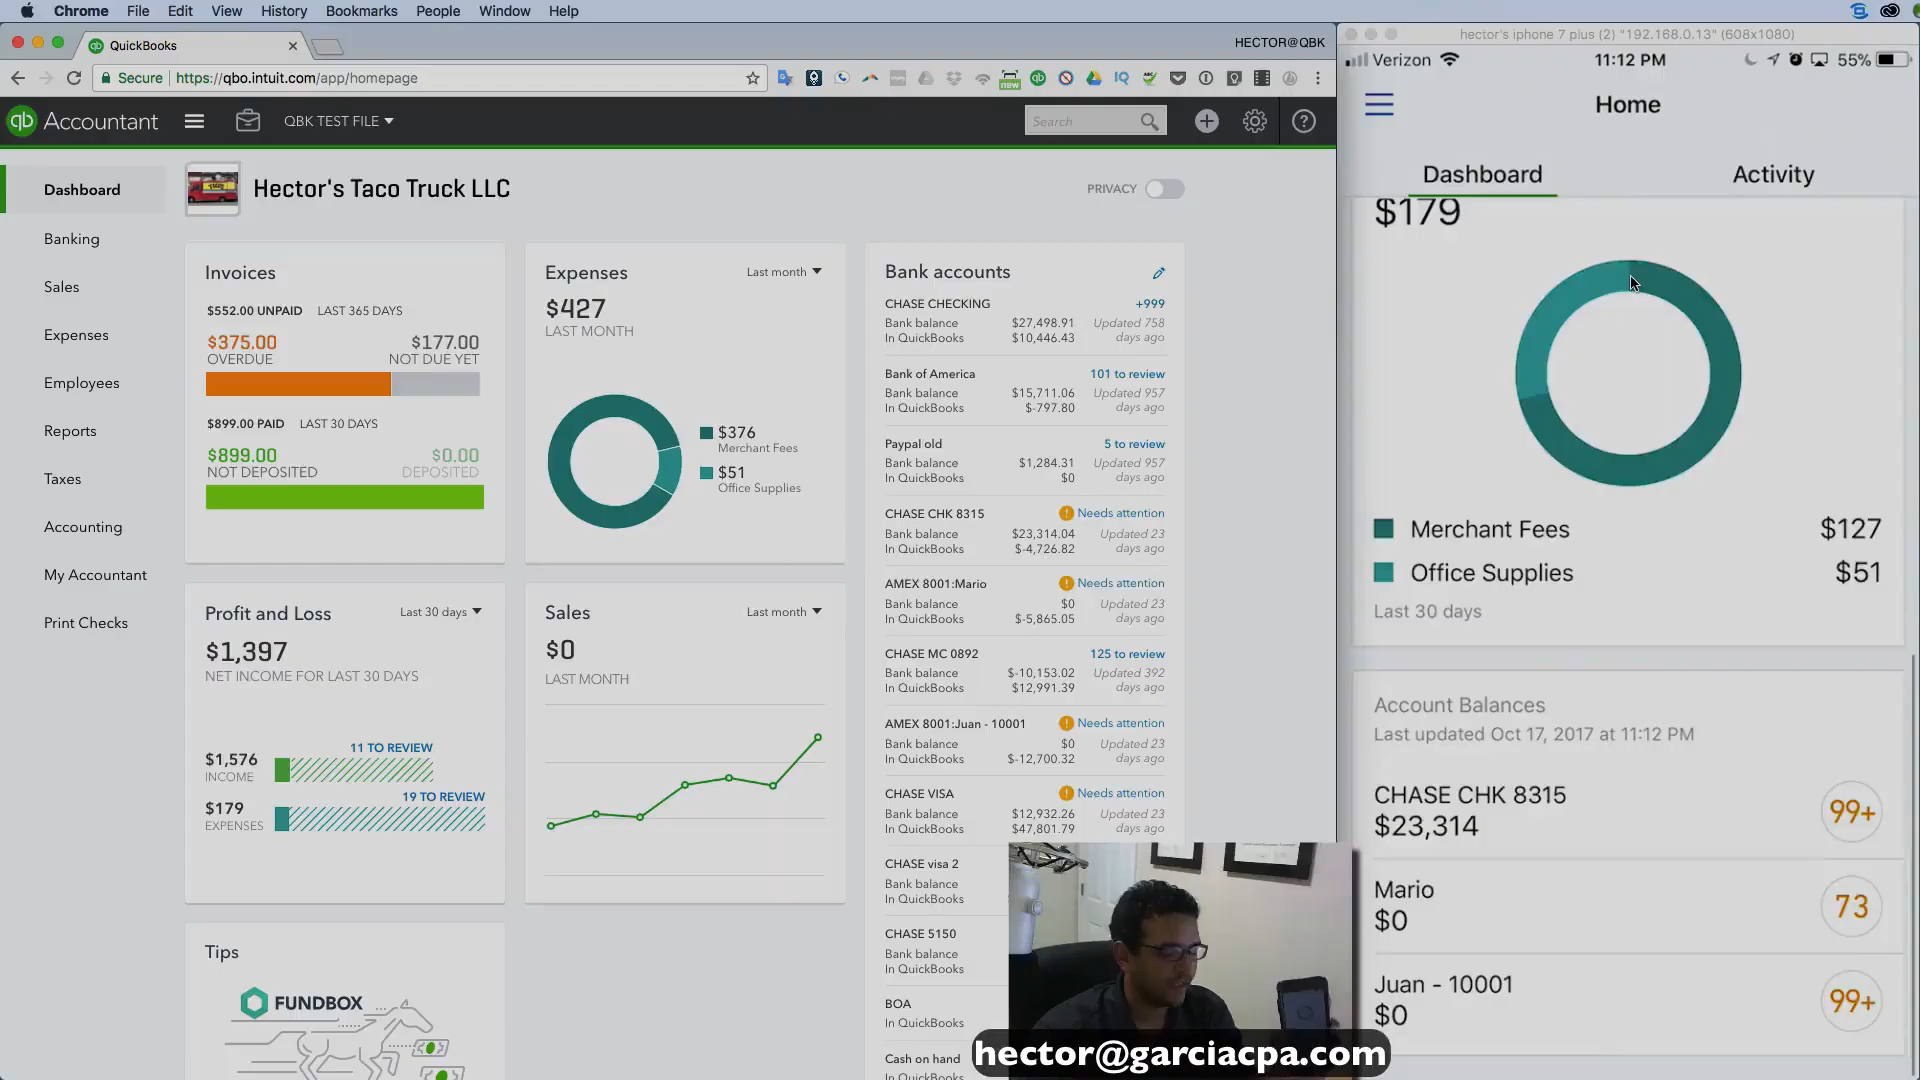 Chrome File Edit View History Bookmarks People Window Help
QuickBooks
HECTOR@QBK
Secure https://qbo.intuit.com/app/homepage
IQ
new
qb Accountant
QBK TEST FILE
Search
Dashboard
Banking
Sales
Expenses
Employees
Reports
Taxes
Accounting
My Accountant
Print Checks
Hector's Taco Truck LLC
PRIVACY
Invoices
$552.00 UNPAID LAST 365 DAYS
$375.00 $177.00
OVERDUE NOT DUE YET
$899.00 PAID LAST 30 DAYS
$899.00 $0.00
NOT DEPOSITED DEPOSITED
Expenses Last month
$427
LAST MONTH
$376
Merchant Fees
$51
Office Supplies
Profit and Loss Last 30 days
$1,397
NET INCOME FOR LAST 30 DAYS
11 TO REVIEW
$1,576
INCOME
19 TO REVIEW
$179
EXPENSES
Sales Last month
$0
LAST MONTH
Tips
FUNDBOX
Bank accounts
CHASE CHECKING +999
Bank balance $27,498.91 Updated 758
In QuickBooks $10,446.43 days ago
Bank of America 101 to review
Bank balance $15,711.06 Updated 957
In QuickBooks $-797.80 days ago
Paypal old 5 to review
Bank balance $1,284.31 Updated 957
In QuickBooks $0 days ago
CHASE CHK 8315 Needs attention
Bank balance $23,314.04 Updated 23
In QuickBooks $-4,726.82 days ago
AMEX 8001:Mario Needs attention
Bank balance $0 Updated 23
In QuickBooks $-5,865.05 days ago
CHASE MC 0892 125 to review
Bank balance $-10,153.02 Updated 392
In QuickBooks $12,991.39 days ago
AMEX 8001:Juan - 10001 Needs attention
Bank balance $0 Updated 23
In QuickBooks $-12,700.32 days ago
CHASE VISA Needs attention
Bank balance $12,932.26 Updated 23
In QuickBooks $47,801.79 days ago
CHASE visa 2
Bank balance
In QuickBooks
CHASE 5150
Bank balance
In QuickBooks
BOA
In QuickBooks
Cash on hand
In QuickBooks
hector@garciacpa.com
hector's iphone 7 plus (2) "192.168.0.13" (608x1080)
Verizon 11:12 PM 55%
Home
Dashboard Activity
$179
Merchant Fees $127
Office Supplies $51
Last 30 days
Account Balances
Last updated Oct 17, 2017 at 11:12 PM
CHASE CHK 8315
$23,314
99+
Mario
$0
73
Juan - 10001
$0
99+